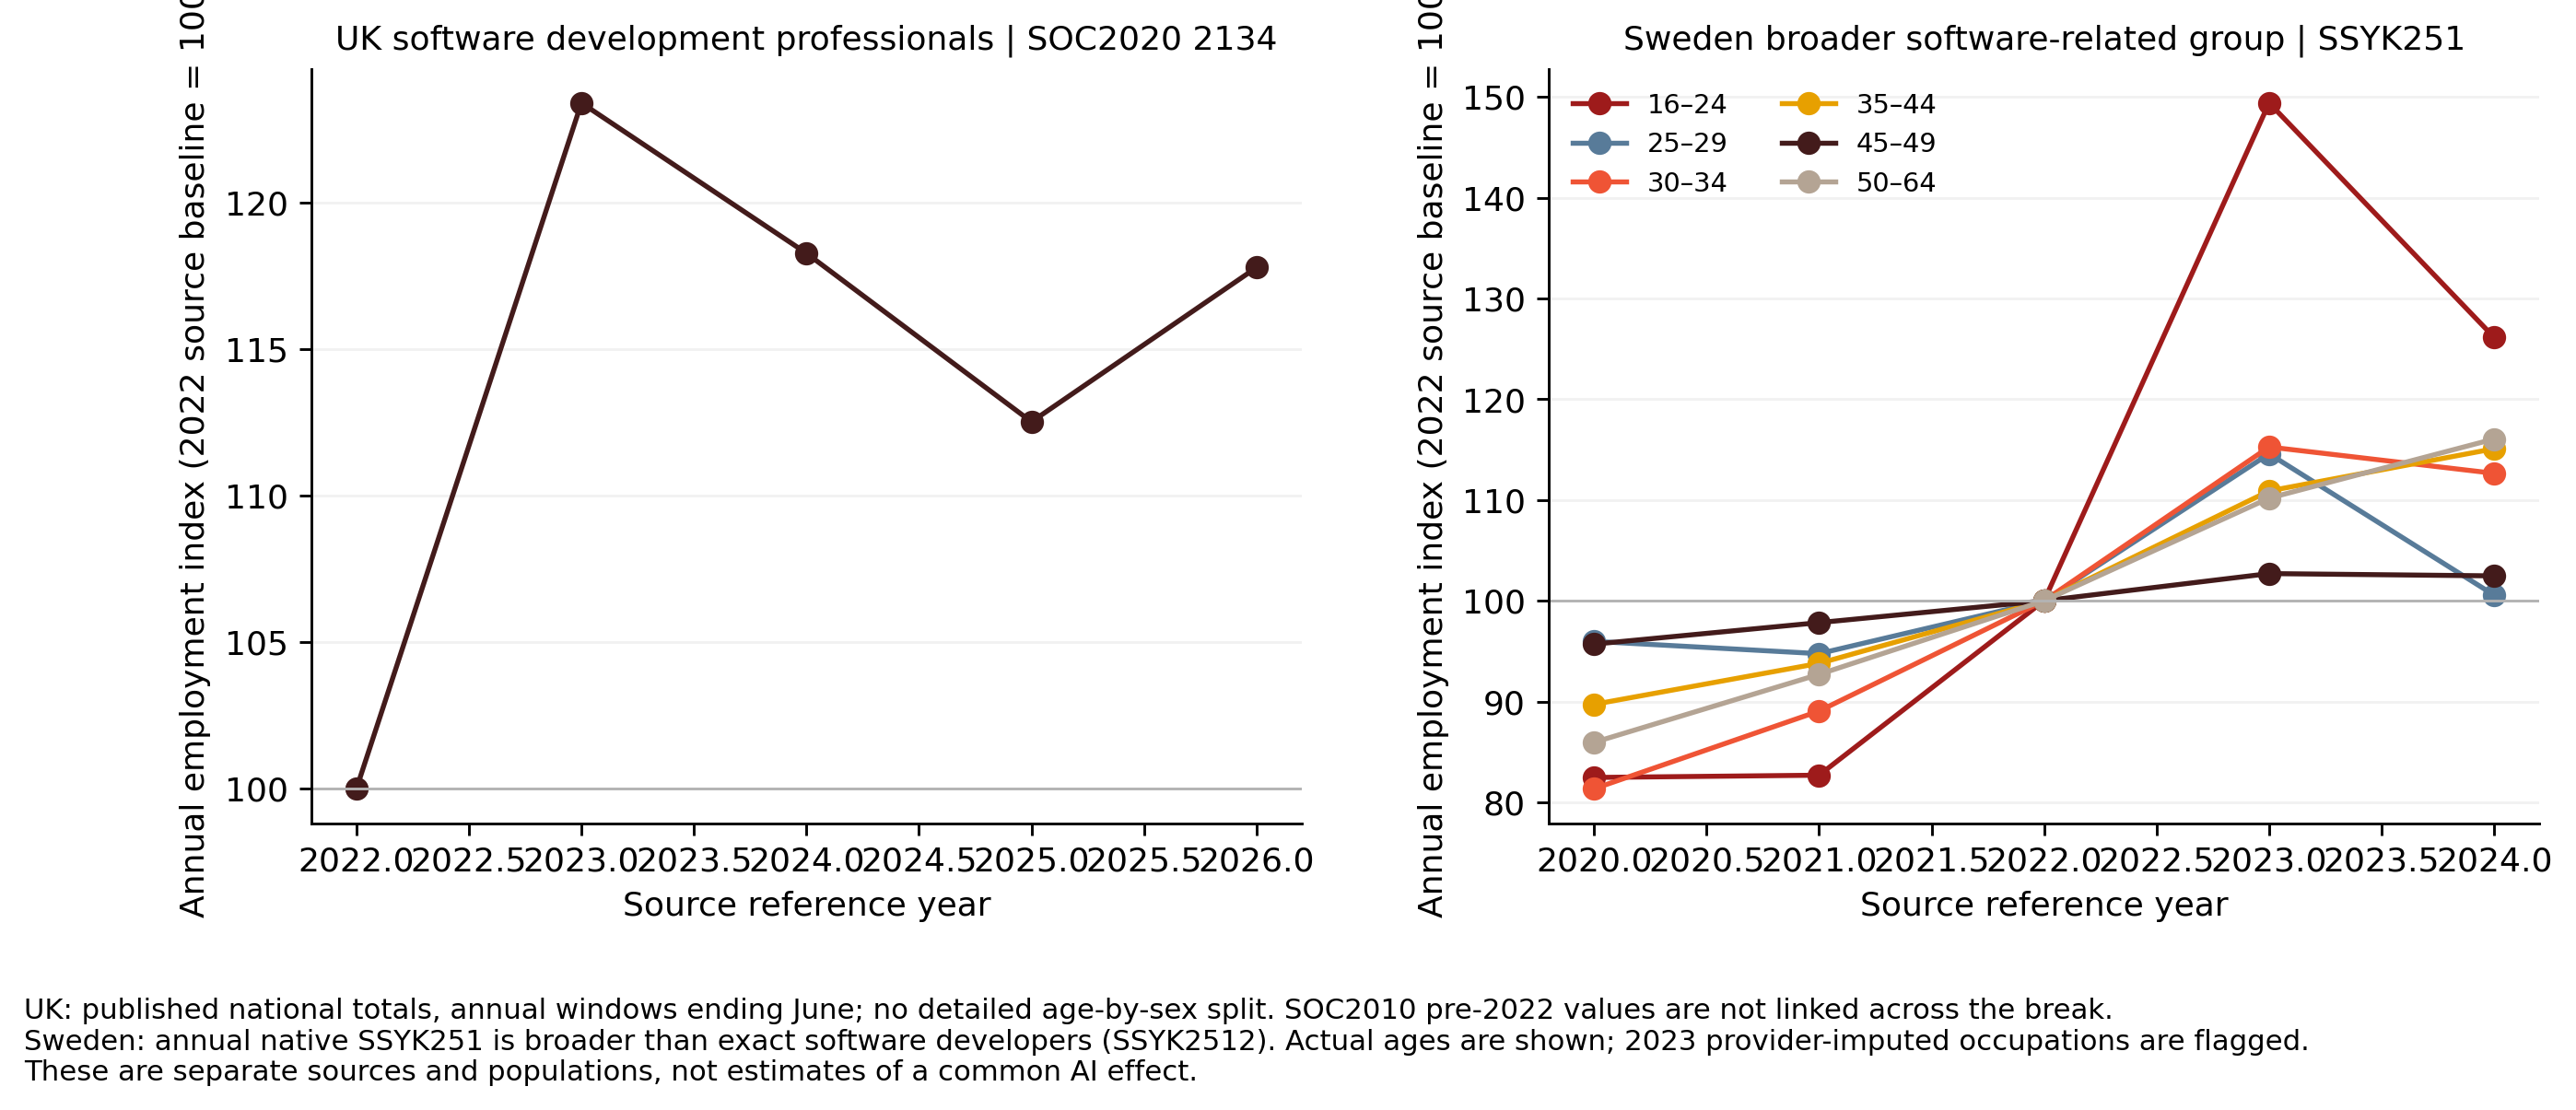 UK software development professionals | SOC2020 2134
Annual employment index (2022 source baseline = 100
120
115
110
105
100
2022.0 2022.5 2023.0 2023.5 2024.0 2024.5 2025.0 2025.5 2026.0
Source reference year
Sweden broader software-related group | SSYK251
Annual employment index (2022 source baseline = 100
16–24 35–44
25–29 45–49
30–34 50–64
150
140
130
120
110
100
90
80
2020.0 2020.5 2021.0 2021.5 2022.0 2022.5 2023.0 2023.5 2024.0
Source reference year
UK: published national totals, annual windows ending June; no detailed age-by-sex split. SOC2010 pre-2022 values are not linked across the break.
Sweden: annual native SSYK251 is broader than exact software developers (SSYK2512). Actual ages are shown; 2023 provider-imputed occupations are flagged.
These are separate sources and populations, not estimates of a common AI effect.